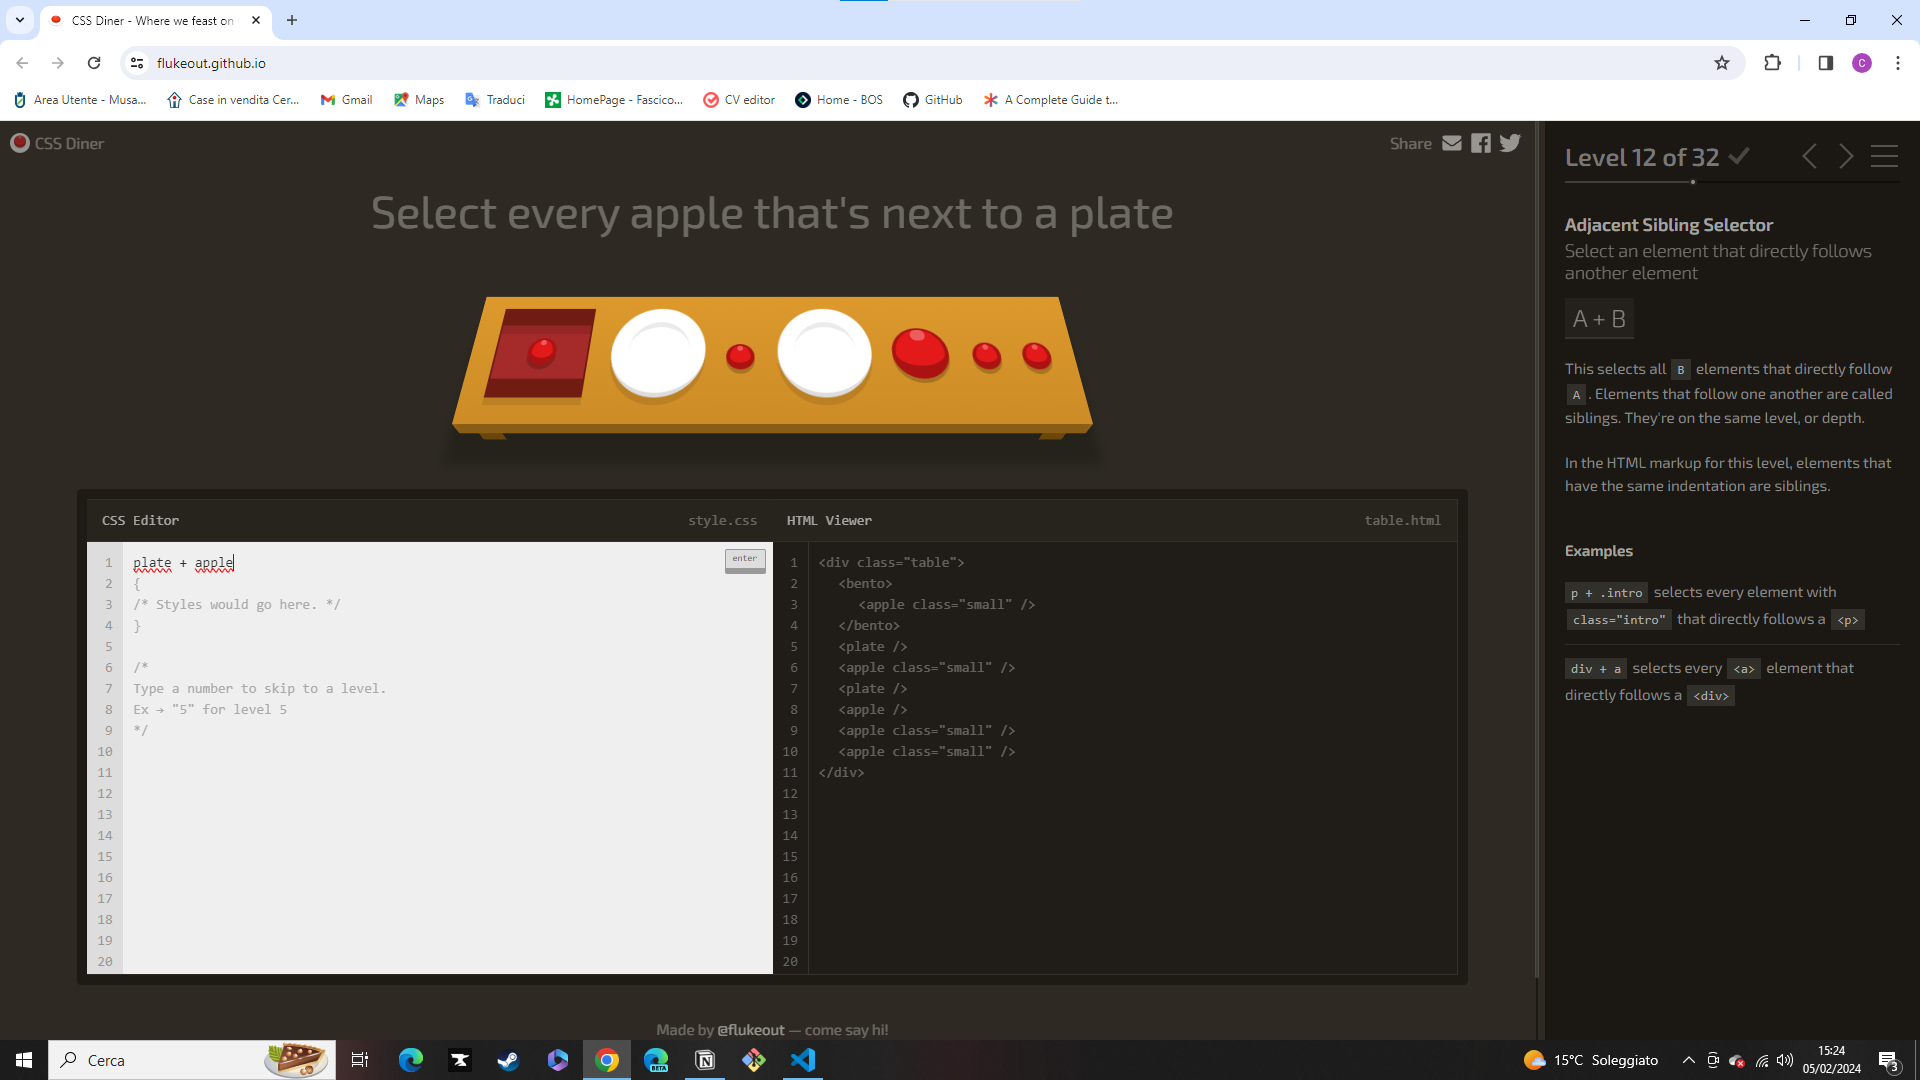 CSS Diner - Where we feast on
flukeout.github.io
C
Area Utente - Musa...
Case in vendita Cer...
Gmail
Maps
Traduci
HomePage - Fascico...
CV editor
Home - BOS
GitHub
A Complete Guide t...
CSS Diner
Share
Select every apple that's next to a plate
CSS Editor
style.css
HTML Viewer
table.html
enter
1 plate + apple
2 {
3 /* Styles would go here. */
4 }
5
6 /*
7 Type a number to skip to a level.
8 Ex → "5" for level 5
9 */
10
11
12
13
14
15
16
17
18
19
20
1 <div class="table">
2 <bento>
3 <apple class="small" />
4 </bento>
5 <plate />
6 <apple class="small" />
7 <plate />
8 <apple />
9 <apple class="small" />
10 <apple class="small" />
11 </div>
12
13
14
15
16
17
18
19
20
Made by @flukeout — come say hi!
Level 12 of 32
Adjacent Sibling Selector
Select an element that directly follows
another element
A + B
This selects all B elements that directly follow
A . Elements that follow one another are called
siblings. They're on the same level, or depth.
In the HTML markup for this level, elements that
have the same indentation are siblings.
Examples
p + .intro selects every element with
class="intro" that directly follows a <p>
div + a selects every <a> element that
directly follows a <div>
Cerca
BETA
15°C Soleggiato
15:24
05/02/2024
3